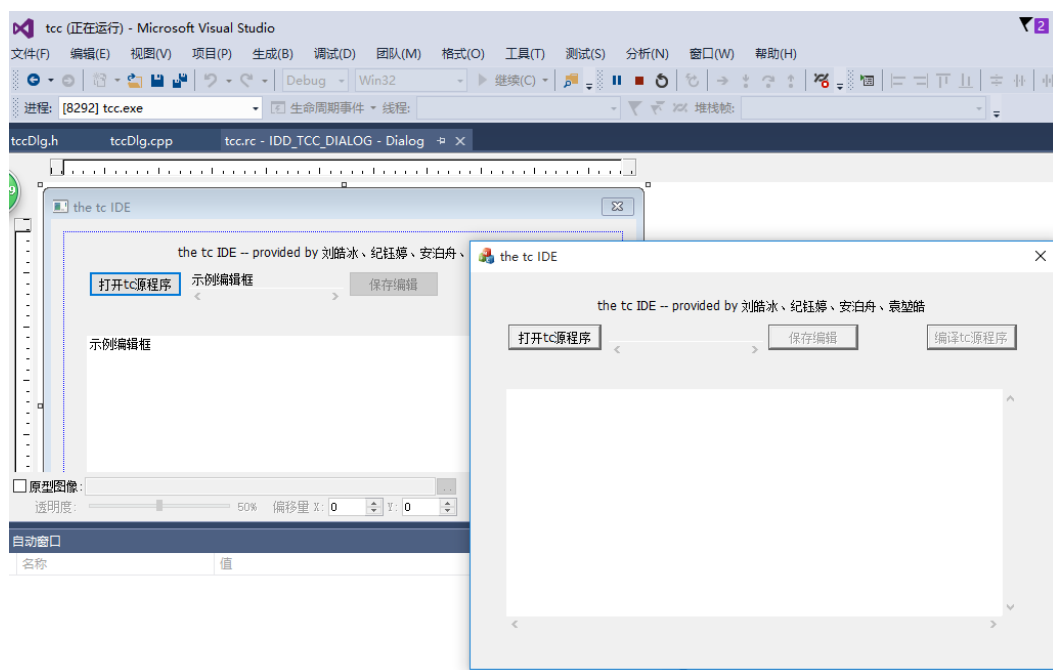 tcc (正在运行) - Microsoft Visual Studio
2
文件(F) 编辑(E) 视图(V) 项目(P) 生成(B) 调试(D) 团队(M) 格式(O) 工具(T) 测试(S) 分析(N) 窗口(W) 帮助(H)
Debug Win32 继续(C)
进程: [8292] tcc.exe 生命周期事件 线程: 堆栈帧:
tccDlg.h tccDlg.cpp tcc.rc - IDD_TCC_DIALOG - Dialog
9
the tc IDE
the tc IDE -- provided by 刘皓冰、纪钰婷、安泊舟、
打开tc源程序 示例编辑框 保存编辑
示例编辑框
原型图像:
透明度: 50% 偏移量 X: 0 Y: 0
自动窗口
名称 值
the tc IDE
the tc IDE -- provided by 刘皓冰、纪钰婷、安泊舟、袁堃皓
打开tc源程序 保存编辑 编译tc源程序